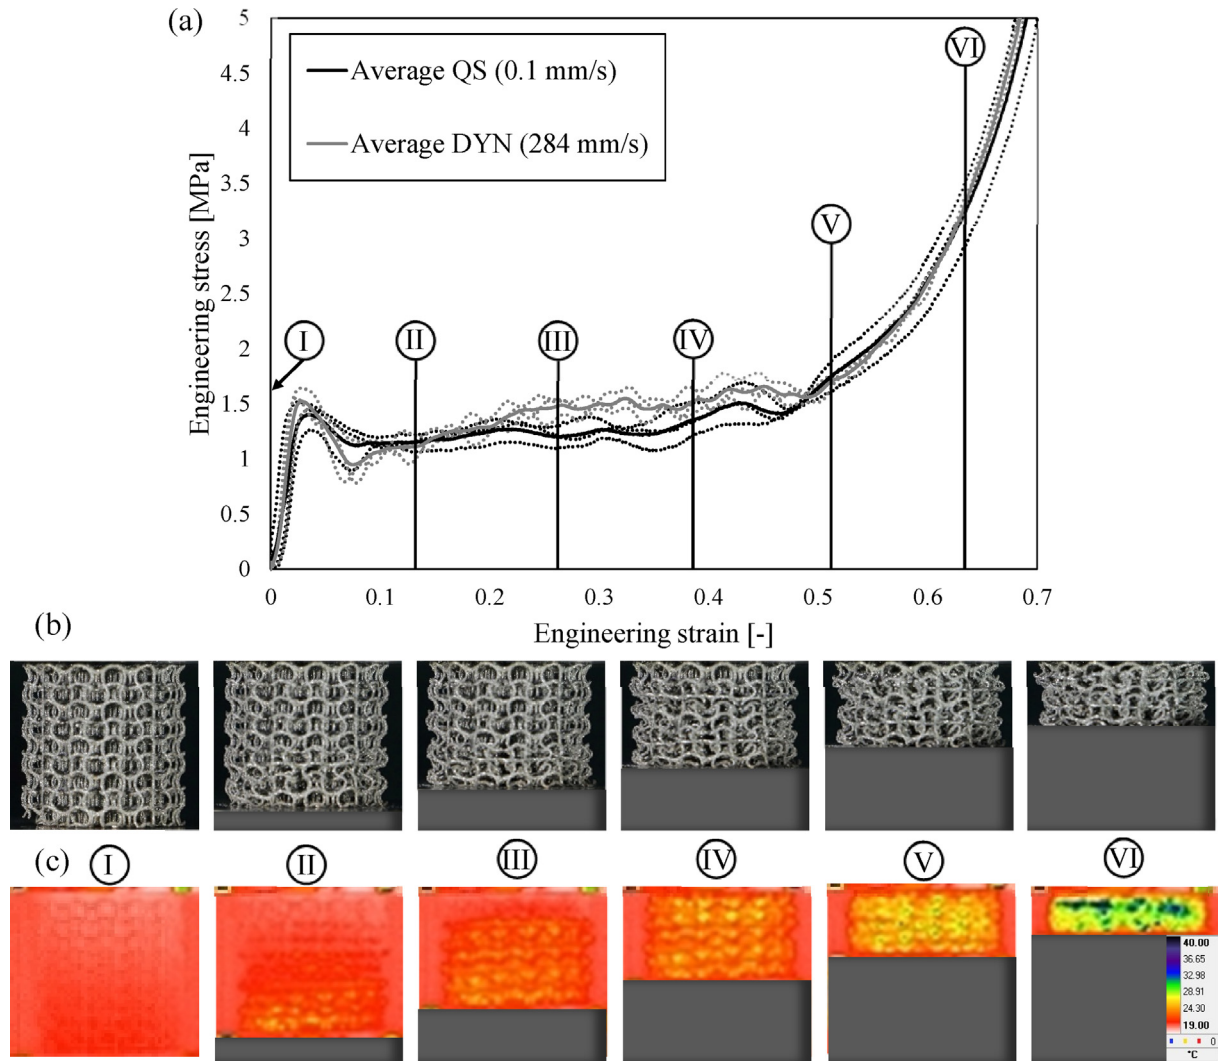 (a)
Average QS (0.1 mm/s)
Average DYN (284 mm/s)
Engineering stress [MPa]
5
4.5
4
3.5
3
2.5
2
1.5
1
0.5
0
I
II
III
IV
V
VI
0 0.1 0.2 0.3 0.4 0.5 0.6 0.7
Engineering strain [-]
(b)
(c)
I II III IV V VI
40.00
36.65
32.98
28.91
24.30
19.00
0
°C